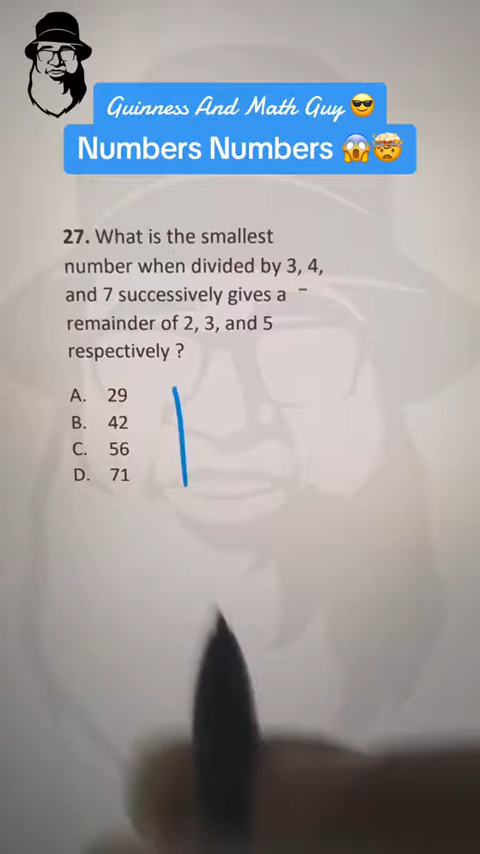 Guinness And Math Guy 😎
Numbers Numbers 😱🤯
27. What is the smallest
number when divided by 3, 4,
and 7 successively gives a
remainder of 2, 3, and 5
respectively ?
A. 29
B. 42
C. 56
D. 71